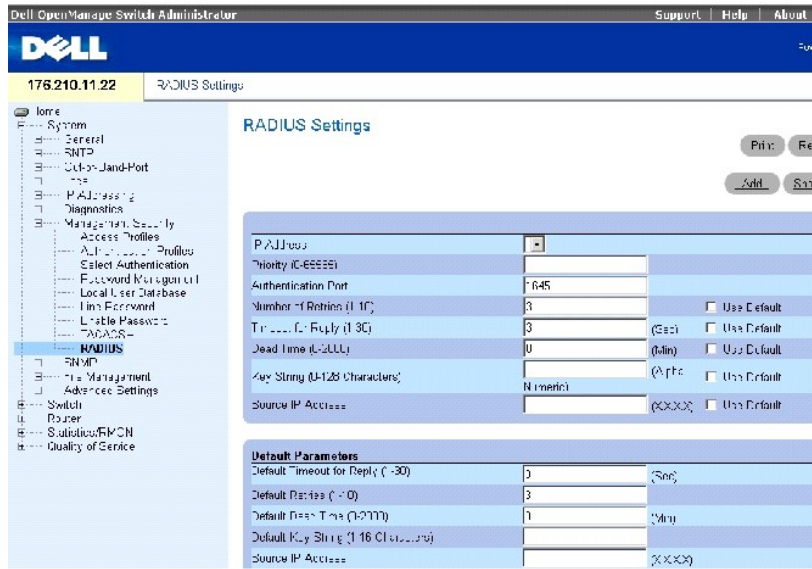 Dell OpenManage Switch Administrator
Support | Help | About
DELL
176.210.11.22
RADIUS Settings
Home
System
General
SNTP
Out-of-Band-Port
IP Addressing
Diagnostics
Management Security
Access Profiles
Authentication Profiles
Select Authentication
Password Management
Local User Database
Line Password
Enable Password
TACACS+
RADIUS
SNMP
File Management
Advanced Settings
Switch
Router
Statistics/RMON
Quality of Service
RADIUS Settings
Print
Add
IP Address
Priority (0-65535)
Authentication Port 1645
Number of Retries (1-10) 3 Use Default
Timeout for Reply (1-30) 3 (Sec) Use Default
Dead Time (0-2000) 0 (Min) Use Default
Key String (0-128 Characters) (Alpha Numeric) Use Default
Source IP Address (X.X.X.X) Use Default
Default Parameters
Default Timeout for Reply (1-30) (Sec)
Default Retries (1-10) 3
Default Dead Time (0-2000) (Min)
Default Key String (1-16 Characters)
Source IP Address (X.X.X.X)